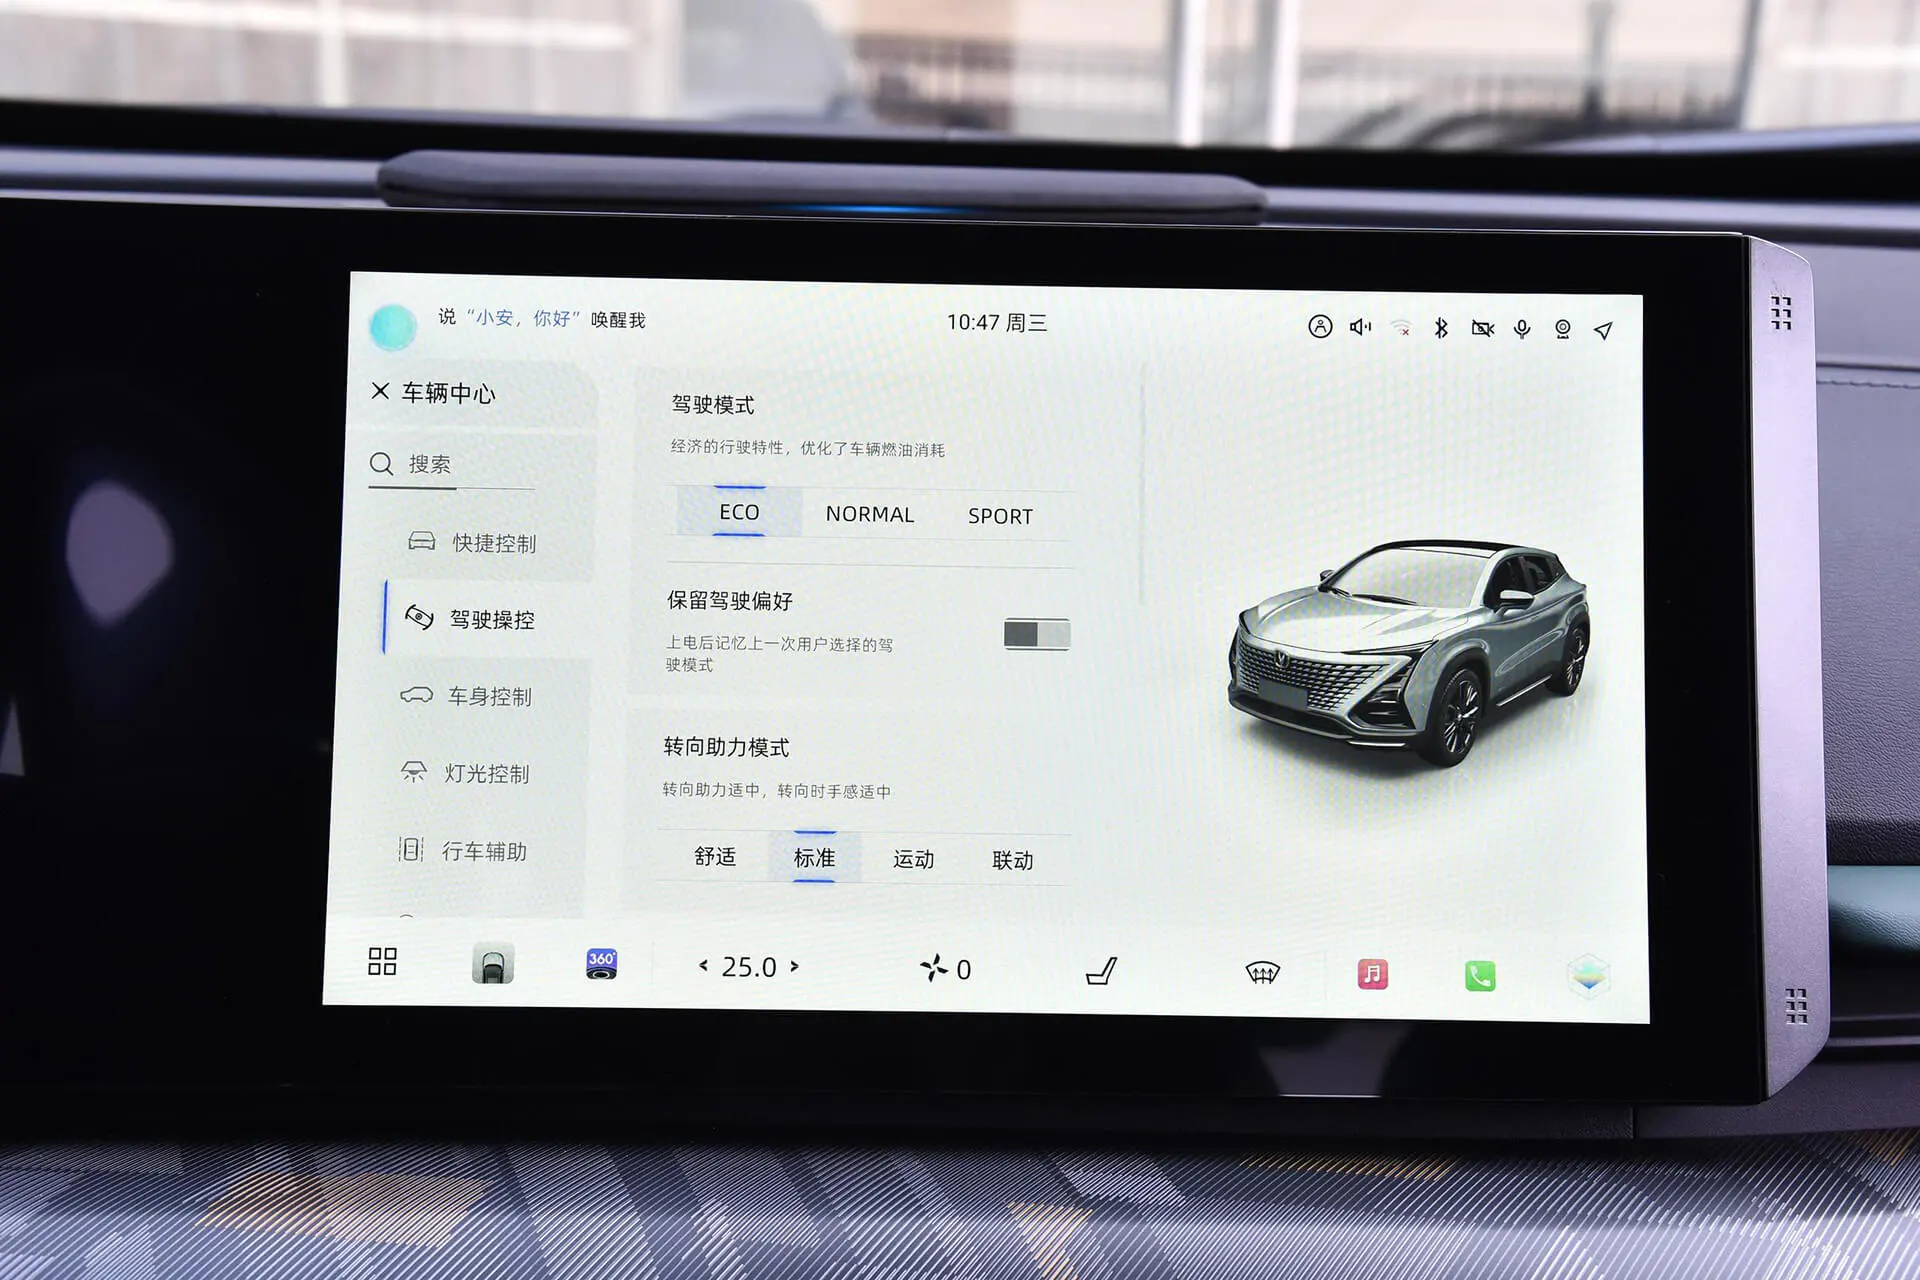 说“小安，你好”唤醒我
10:47 周三
车辆中心
搜索
快捷控制
驾驶操控
车身控制
灯光控制
行车辅助
驾驶模式
经济的行驶特性，优化了车辆燃油消耗
ECO NORMAL SPORT
保留驾驶偏好
上电后记忆上一次用户选择的驾
驶模式
转向助力模式
转向助力适中，转向时手感适中
舒适 标准 运动 联动
360°
< 25.0 >
0